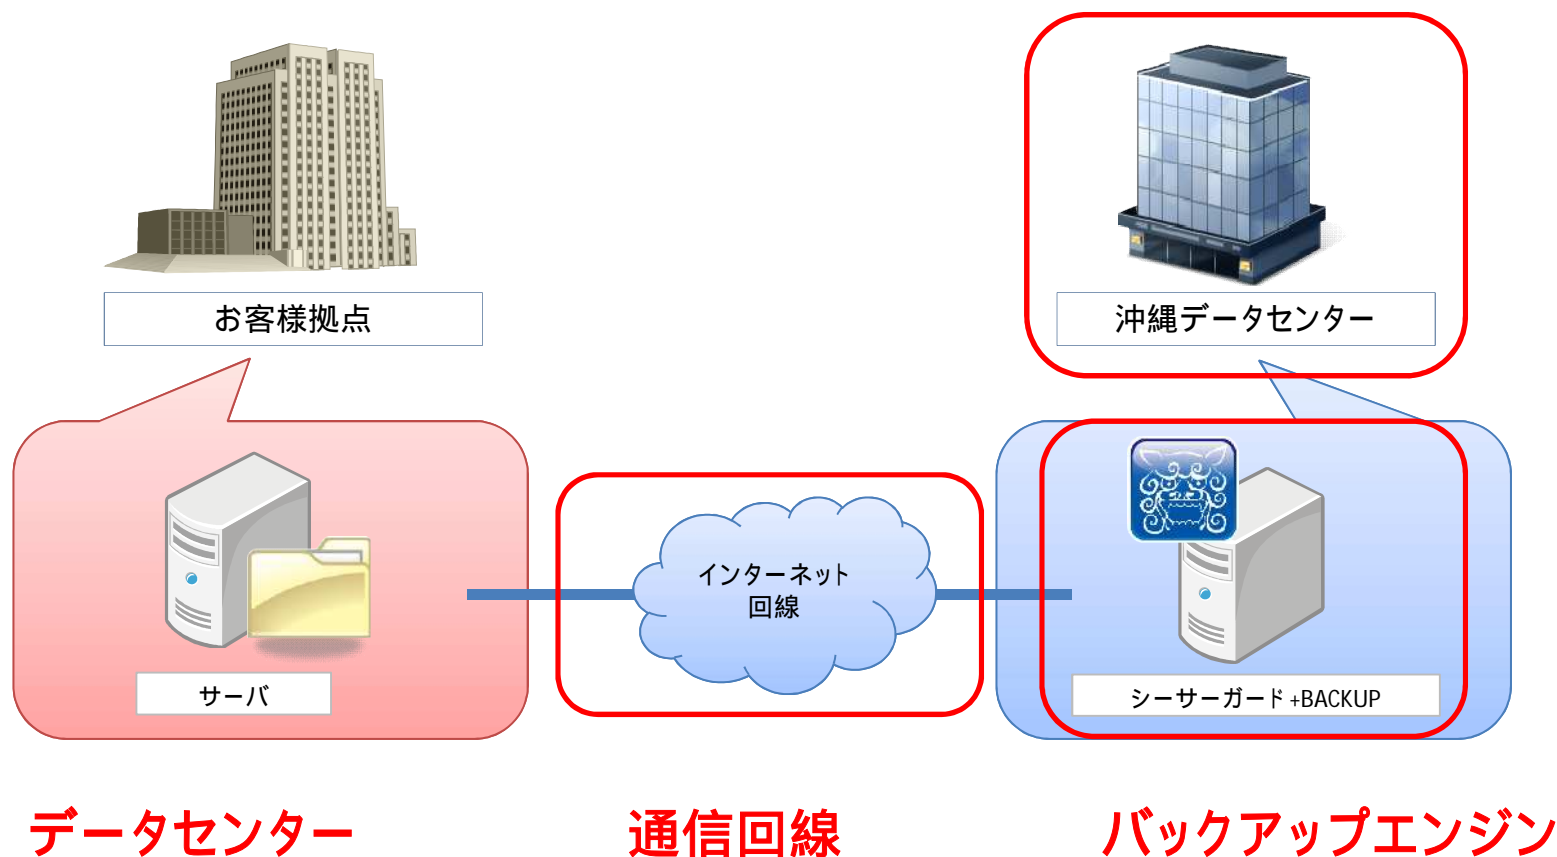 お客様拠点
沖縄データセンター
インターネット
回線
サーバ
シーサーガード+BACKUP
データセンター
通信回線
バックアップエンジン